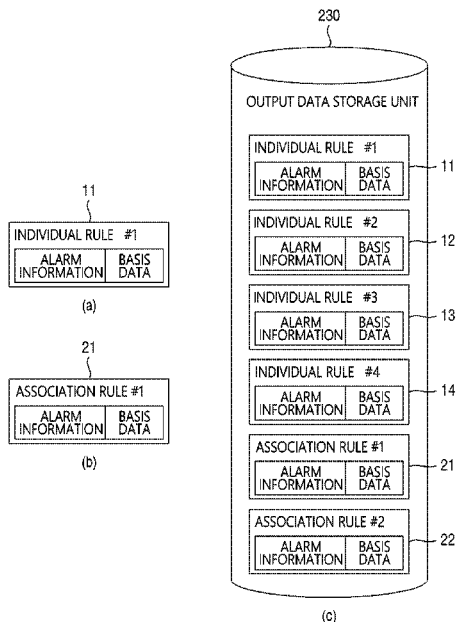 230
OUTPUT DATA STORAGE UNIT
INDIVIDUAL RULE #1
ALARM INFORMATION
BASIS DATA
11
INDIVIDUAL RULE #2
ALARM INFORMATION
BASIS DATA
12
INDIVIDUAL RULE #3
ALARM INFORMATION
BASIS DATA
13
INDIVIDUAL RULE #4
ALARM INFORMATION
BASIS DATA
14
ASSOCIATION RULE #1
ALARM INFORMATION
BASIS DATA
21
ASSOCIATION RULE #2
ALARM INFORMATION
BASIS DATA
22
(c)
11
INDIVIDUAL RULE #1
ALARM INFORMATION
BASIS DATA
(a)
21
ASSOCIATION RULE #1
ALARM INFORMATION
BASIS DATA
(b)